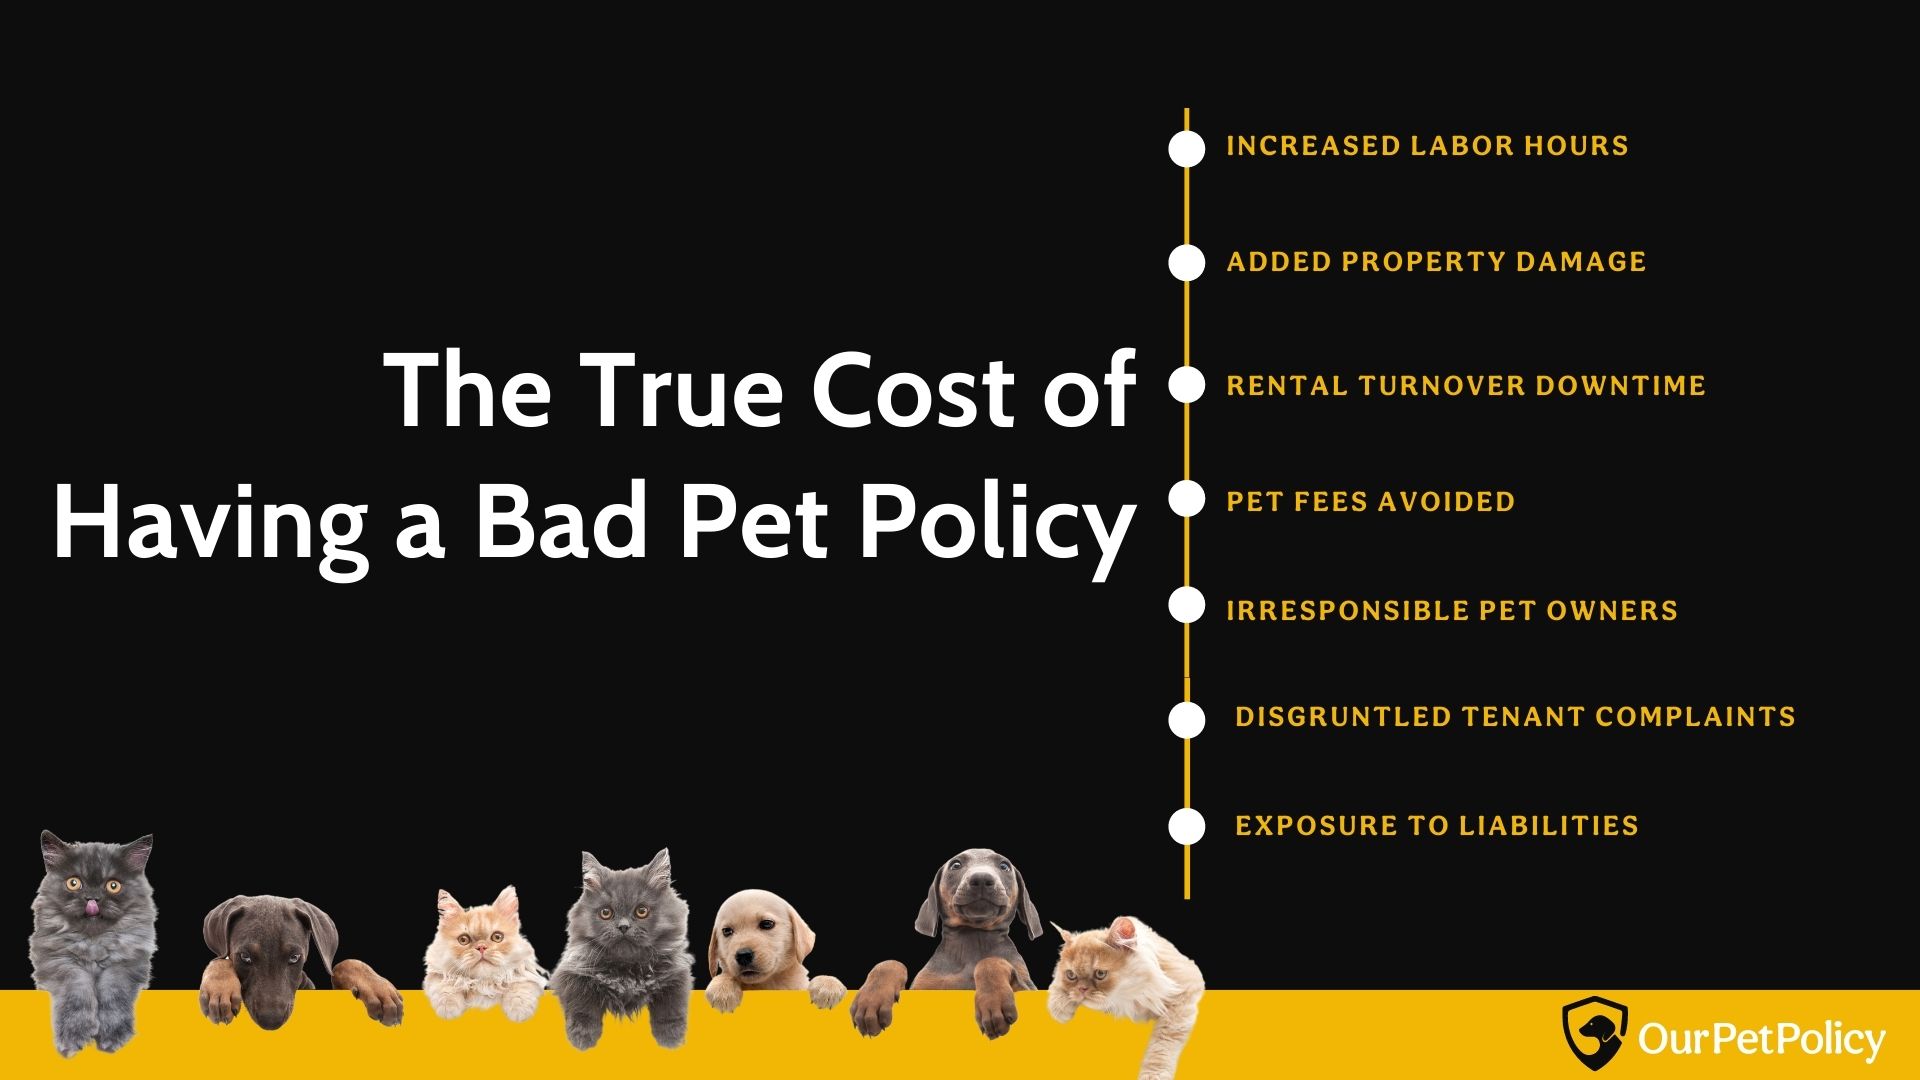 The True Cost of
Having a Bad Pet Policy
INCREASED LABOR HOURS
ADDED PROPERTY DAMAGE
RENTAL TURNOVER DOWNTIME
PET FEES AVOIDED
IRRESPONSIBLE PET OWNERS
DISGRUNTLED TENANT COMPLAINTS
EXPOSURE TO LIABILITIES
OurPetPolicy